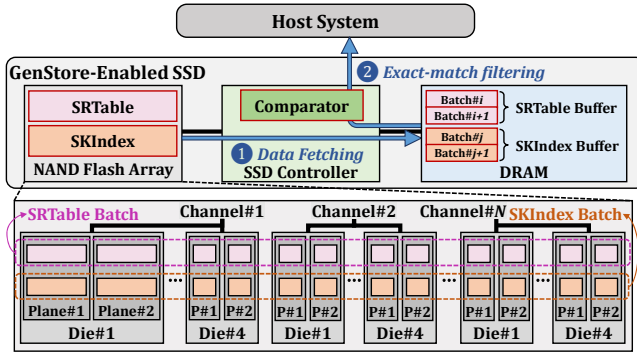 Host System
2 Exact-match filtering
GenStore-Enabled SSD
SRTable
SKIndex
NAND Flash Array
Comparator
1 Data Fetching
SSD Controller
Batch#i
Batch#i+1
SRTable Buffer
Batch#j
Batch#j+1
SKIndex Buffer
DRAM
SRTable Batch
Channel#1
Channel#2
Channel#N
SKIndex Batch
... ... ... ... ...
Plane#1 Plane#2 P#1 P#2 P#1 P#2 P#1 P#2 P#1 P#2 P#1 P#2
Die#1 Die#4 Die#1 Die#4 Die#1 Die#4